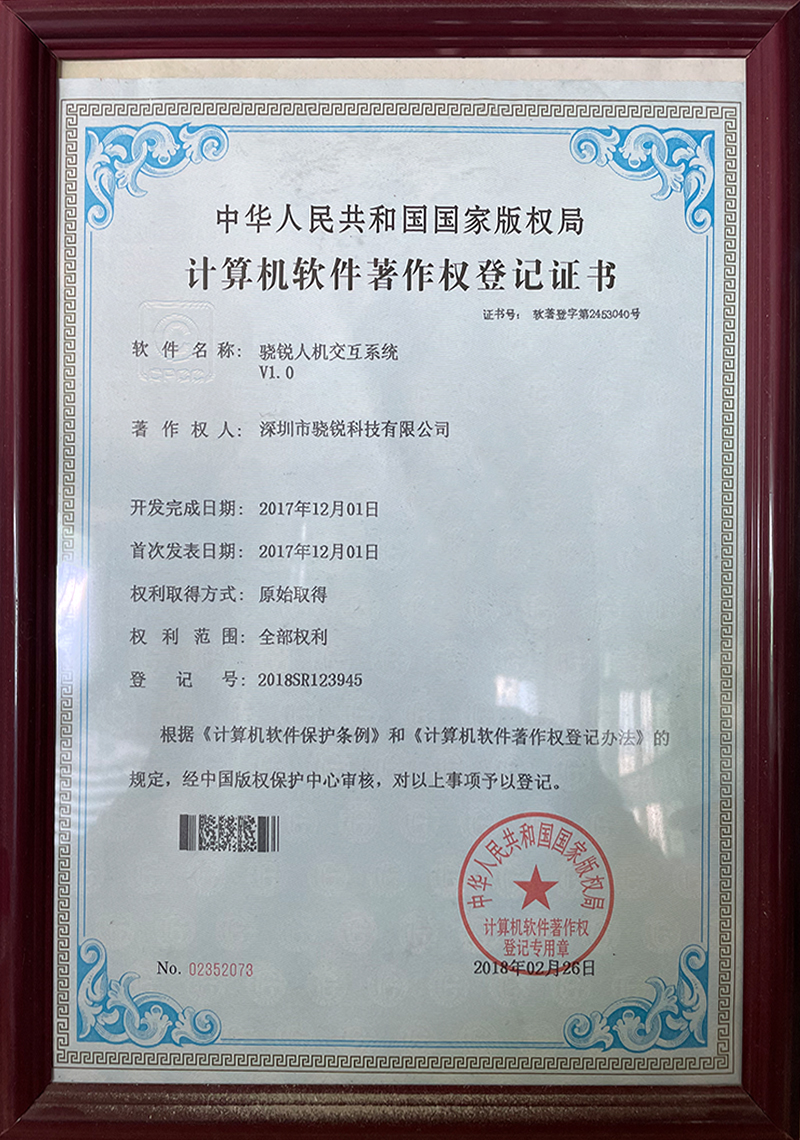 中华人民共和国国家版权局
计算机软件著作权登记证书
证书号： 软著登字第2453040号
软件名称： 骁锐人机交互系统
V1.0
著作权人： 深圳市骁锐科技有限公司
开发完成日期： 2017年12月01日
首次发表日期： 2017年12月01日
权利取得方式： 原始取得
权利范围： 全部权利
登记号： 2018SR123945
根据《计算机软件保护条例》和《计算机软件著作权登记办法》的
规定，经中国版权保护中心审核，对以上事项予以登记。
中华人民共和国国家版权局
计算机软件著作权
登记专用章
No. 02352073
2018年02月26日